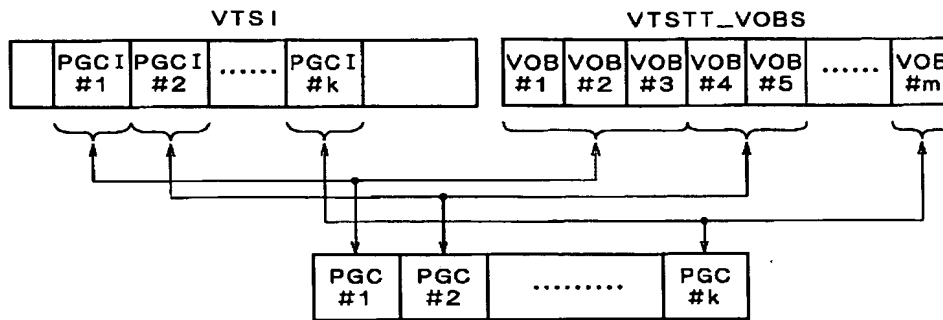 VTSI VTSTT_VOBS
PGCI PGCI PGCI VOB VOB VOB VOB VOB VOB
#1 #2 ...... #k #1 #2 #3 #4 #5 ...... #m
PGC PGC PGC
#1 #2 ......... #k